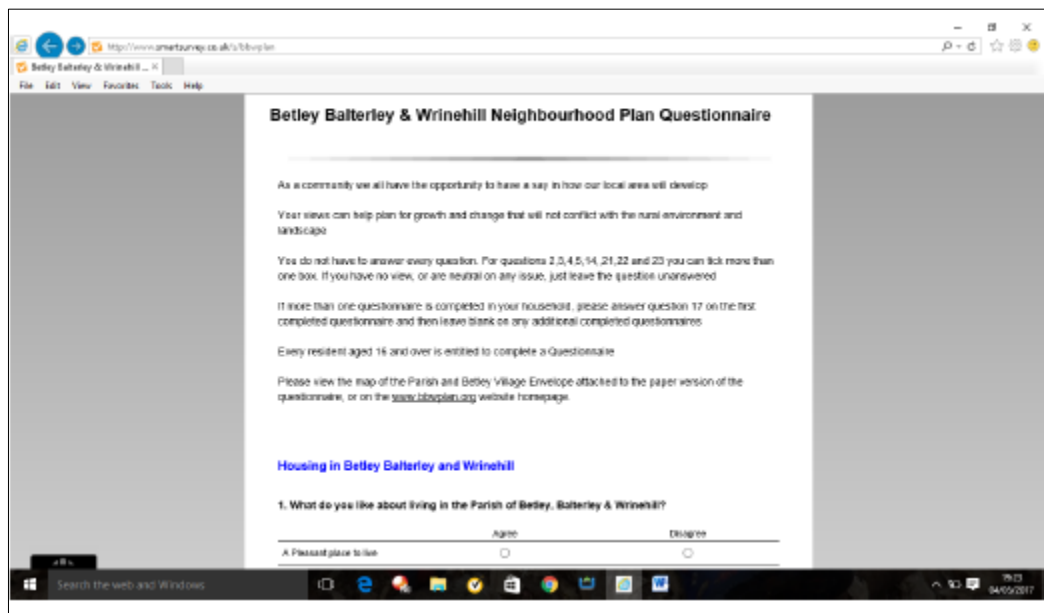 http://www.smartsurvey.co.uk/s/bbwplan
Betley Balterley & Wrinehill ...
File Edit View Favorites Tools Help
Betley Balterley & Wrinehill Neighbourhood Plan Questionnaire
As a community we all have the opportunity to have a say in how our local area will develop
Your views can help plan for growth and change that will not conflict with the rural environment and
landscape
You do not have to answer every question. For questions 2,3,4,5,14, 21,22 and 23 you can tick more than
one box. If you have no view, or are neutral on any issue, just leave the question unanswered
If more than one questionnaire is completed in your household, please answer question 17 on the first
completed questionnaire and then leave blank on any additional completed questionnaires
Every resident aged 16 and over is entitled to complete a Questionnaire
Please view the map of the Parish and Betley Village Envelope attached to the paper version of the
questionnaire, or on the www.bbwplan.org website homepage.
Housing in Betley Balterley and Wrinehill
1. What do you like about living in the Parish of Betley, Balterley & Wrinehill?
Agree Disagree
A Pleasant place to live
Search the web and Windows
04/05/2017